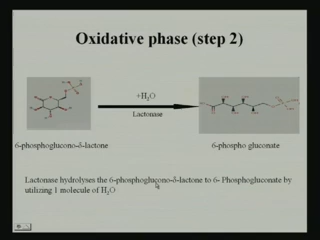 Oxidative phase (step 2)
+H₂O
Lactonase
6-phosphoglucono-δ-lactone
6-phospho gluconate
Lactonase hydrolyses the 6-phosphoglucono-δ-lactone to 6- Phosphogluconate by
utilizing 1 molecule of H₂O